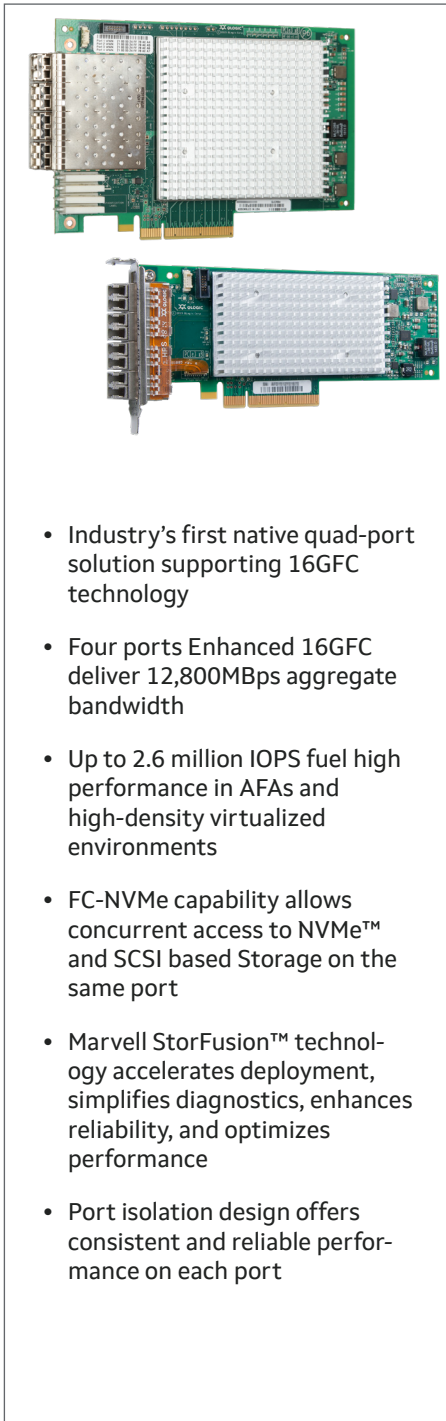 QLOGIC
QLOGIC
• Industry’s first native quad-port
solution supporting 16GFC
technology
• Four ports Enhanced 16GFC
deliver 12,800MBps aggregate
bandwidth
• Up to 2.6 million IOPS fuel high
performance in AFAs and
high-density virtualized
environments
• FC-NVMe capability allows
concurrent access to NVMe™
and SCSI based Storage on the
same port
• Marvell StorFusion™ technol-
ogy accelerates deployment,
simplifies diagnostics, enhances
reliability, and optimizes
performance
• Port isolation design offers
consistent and reliable perfor-
mance on each port